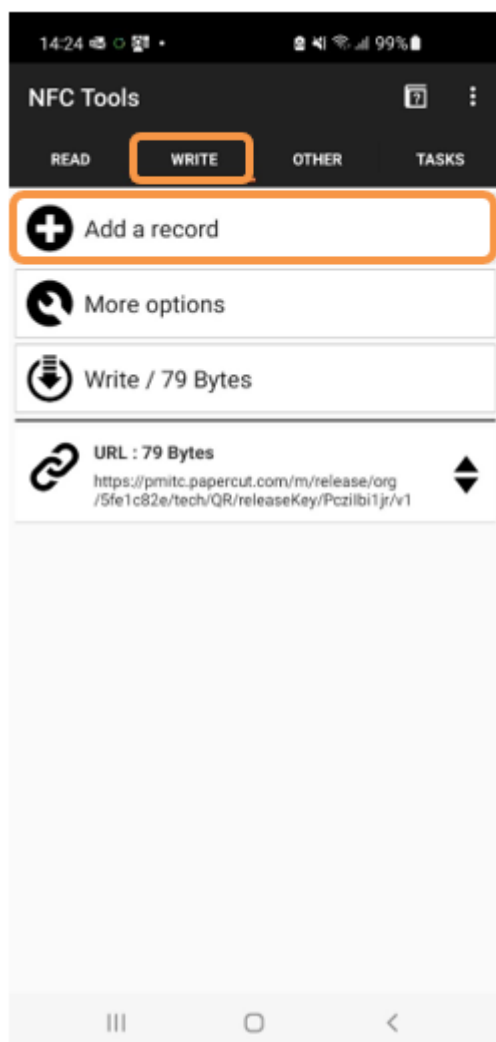 14:24 99%
NFC Tools
READ WRITE OTHER TASKS
Add a record
More options
Write / 79 Bytes
URL : 79 Bytes
https://pmitc.papercut.com/m/release/org
/5fe1c82e/tech/QR/releaseKey/Pczilbi1jr/v1